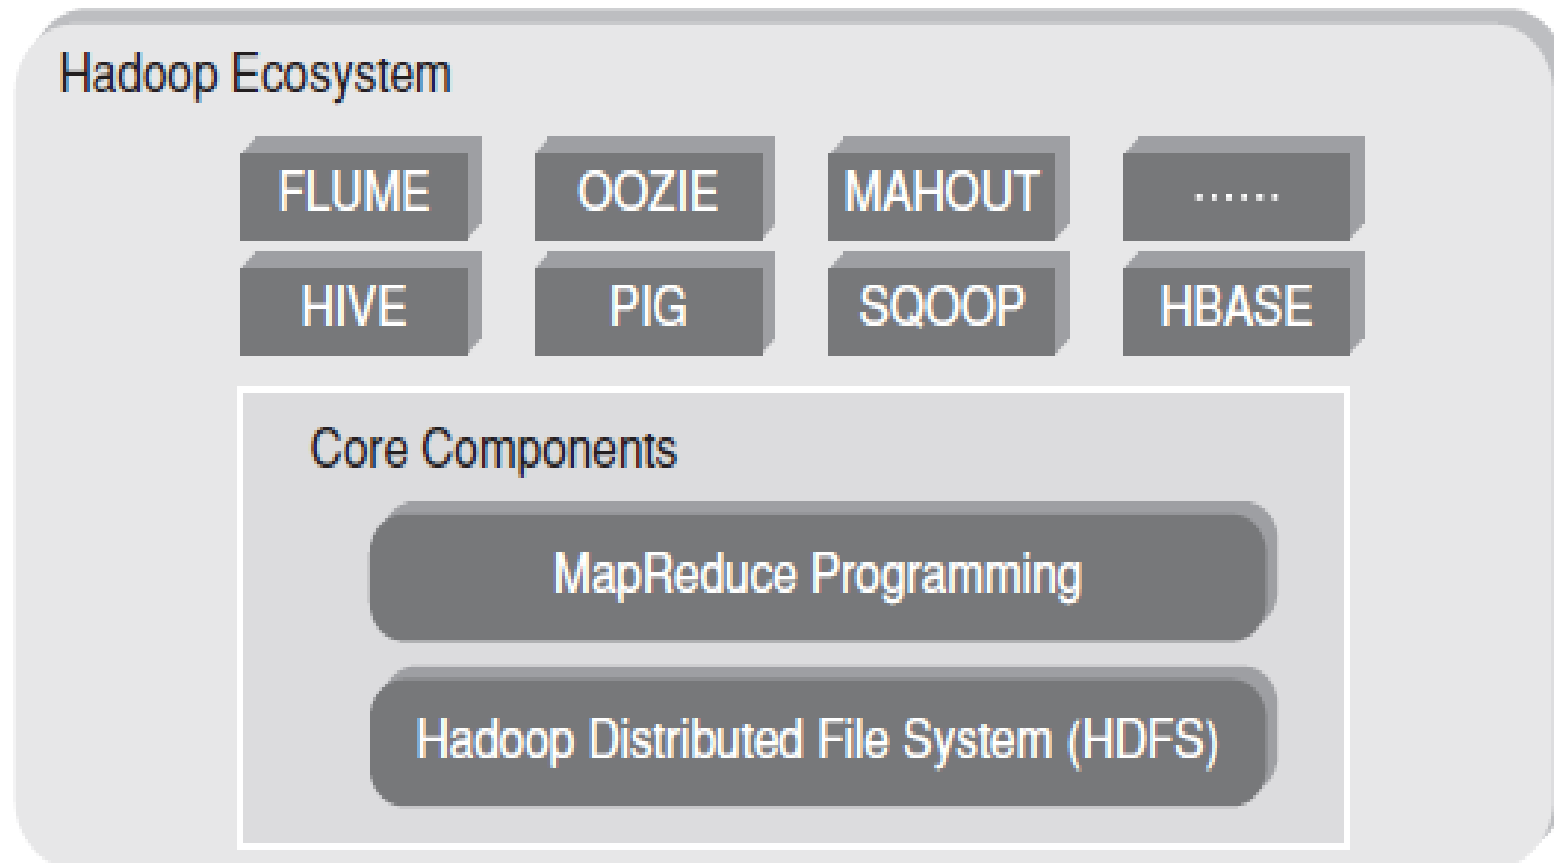 Hadoop Ecosystem
FLUME OOZIE MAHOUT ......
HIVE PIG SQOOP HBASE
Core Components
MapReduce Programming
Hadoop Distributed File System (HDFS)